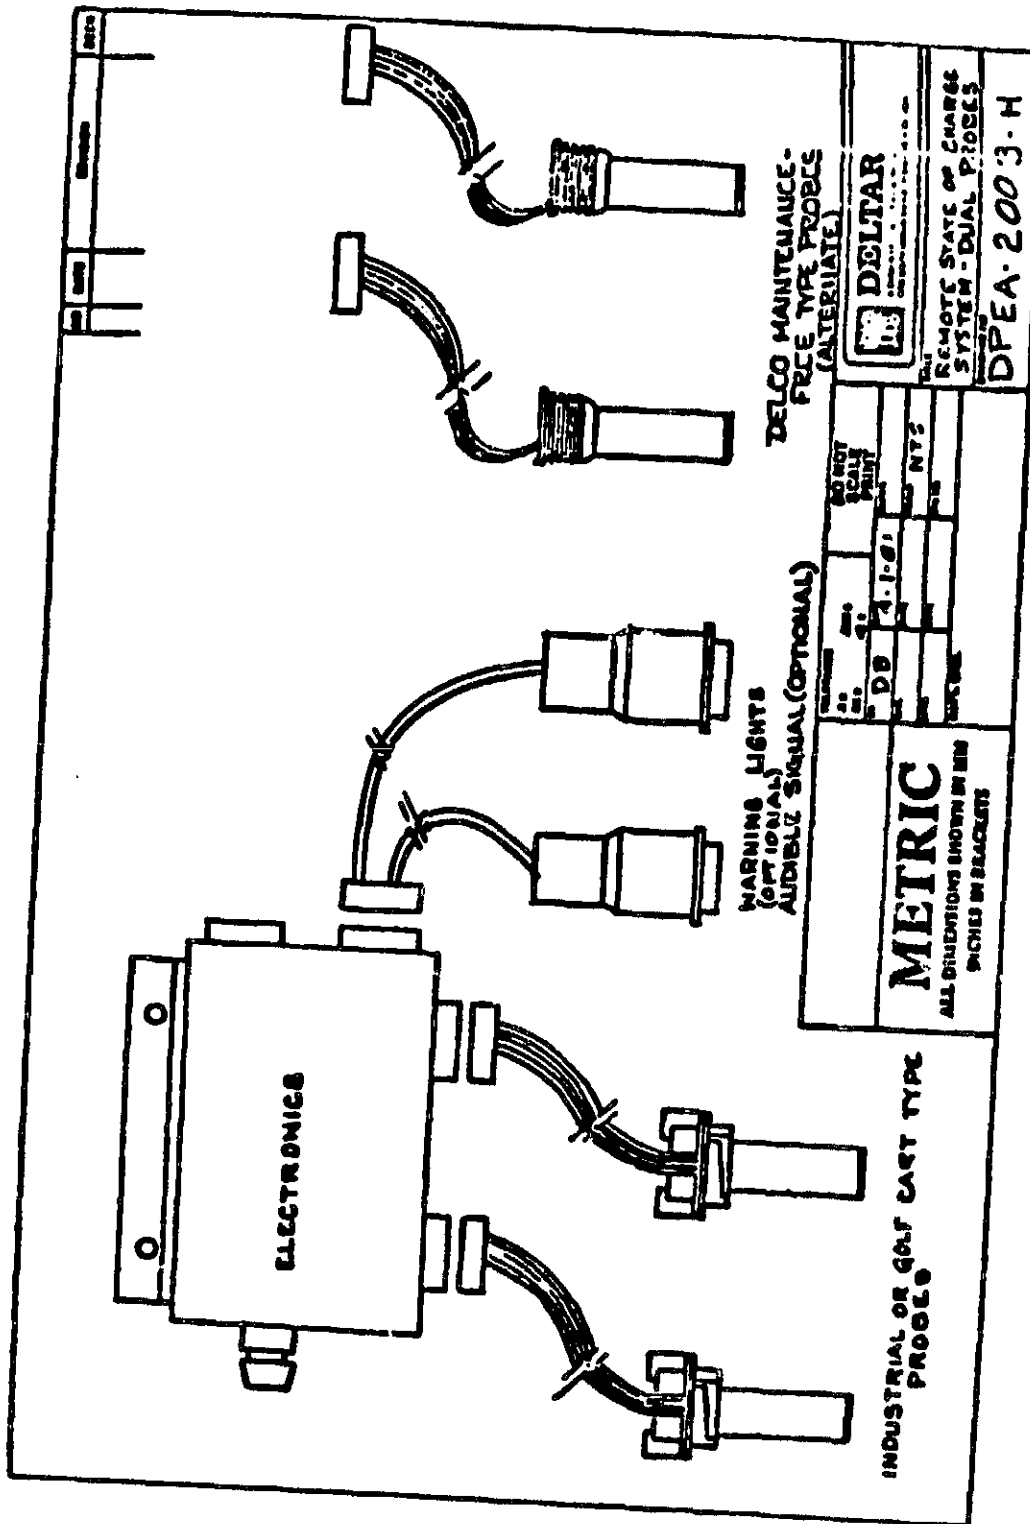 ELECTRONICS
INDUSTRIAL OR GOLF CART TYPE
PROBES
WARNING LIGHTS
(OPTIONAL)
AUDIBLE SIGNAL (OPTIONAL)
DELCO MAINTENANCE-
FREE TYPE PROBES
(ALTERNATE)
METRIC
ALL DIMENSIONS SHOWN IN MM
INCHES IN BRACKETS
DO NOT
SCALE
PRINT
DB
NTS
DELTAR
REMOTE STATE OF CHARGE
SYSTEM - DUAL PROBES
DPEA-2003-H